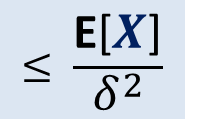 ≤ E[X] / δ²